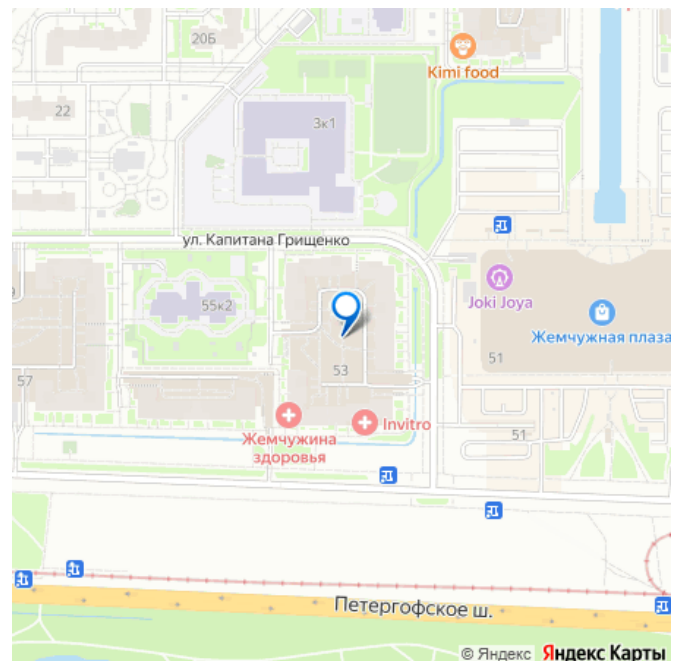 20Б
Kimi food
22
3к1
ул. Капитана Грищенко
Joki Joya
55к2
Жемчужная плаза
51
53
57
Invitro
Жемчужина
здоровья
51
Петергофское ш.
© Яндекс Яндекс Карты